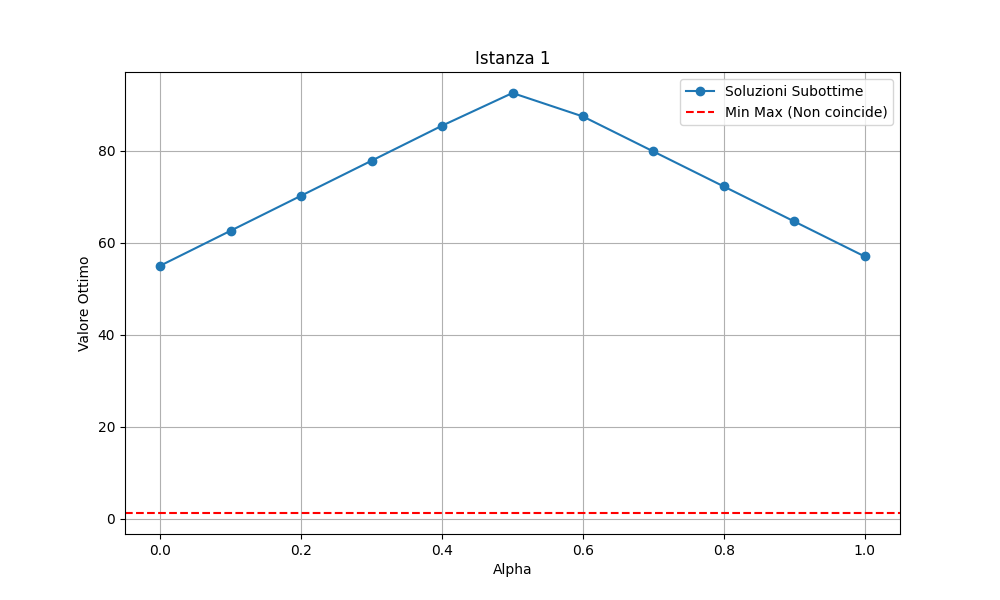 Istanza 1
Soluzioni Subottime
Min Max (Non coincide)
Valore Ottimo
80
60
40
20
0
0.0 0.2 0.4 0.6 0.8 1.0
Alpha